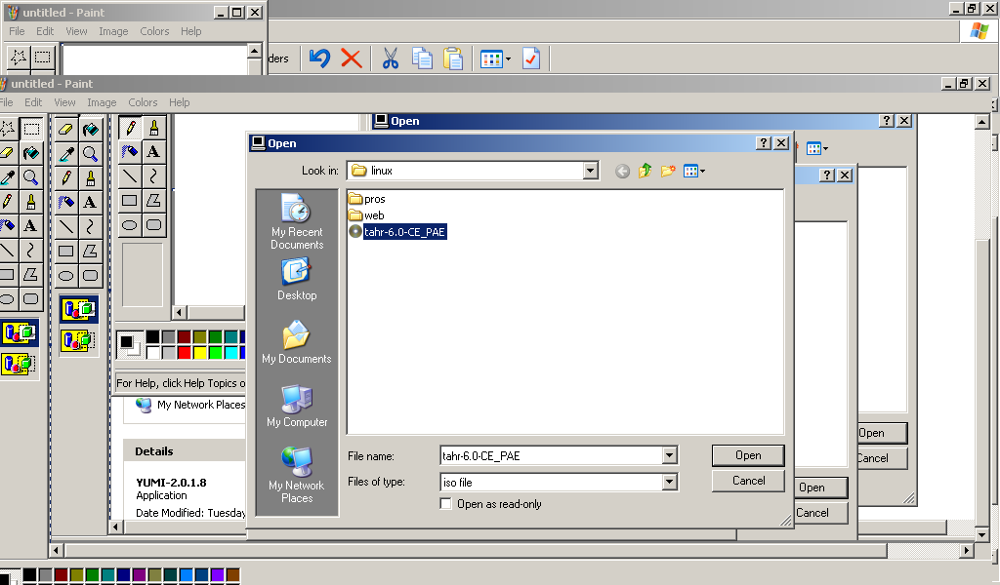 untitled - Paint
File Edit View Image Colors Help
ders
untitled - Paint
File Edit View Image Colors Help
Open
Open
Look in: linux
pros
web
tahr-6.0-CE_PAE
My Recent
Documents
Desktop
My Documents
My Computer
My Network
Places
File name: tahr-6.0-CE_PAE Open
Files of type: iso file Cancel
Open as read-only
Open
Cancel
Open
Cancel
A
A
A
For Help, click Help Topics o
My Network Places
Details
YUMI-2.0.1.8
Application
Date Modified: Tuesday